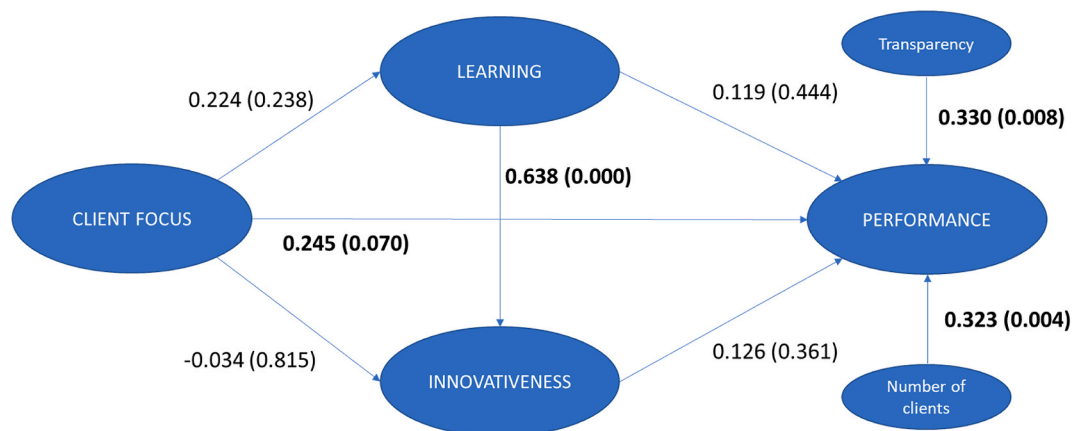 Transparency
LEARNING
0.224 (0.238)
0.119 (0.444)
0.330 (0.008)
0.638 (0.000)
CLIENT FOCUS
PERFORMANCE
0.245 (0.070)
0.323 (0.004)
-0.034 (0.815)
0.126 (0.361)
INNOVATIVENESS
Number of
clients